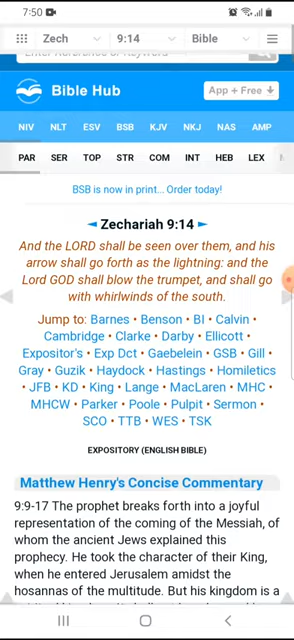 7:50
Zech 9:14 Bible
Enter Reference or Keyword
Bible Hub App + Free
NIV NLT ESV BSB KJV NKJ NAS AMP
PAR SER TOP STR COM INT HEB LEX
BSB is now in print... Order today!
◄ Zechariah 9:14 ►
And the LORD shall be seen over them, and his
arrow shall go forth as the lightning: and the
Lord GOD shall blow the trumpet, and shall go
with whirlwinds of the south.
Jump to: Barnes • Benson • BI • Calvin •
Cambridge • Clarke • Darby • Ellicott •
Expositor's • Exp Dct • Gaebelein • GSB • Gill •
Gray • Guzik • Haydock • Hastings • Homiletics
• JFB • KD • King • Lange • MacLaren • MHC •
MHCW • Parker • Poole • Pulpit • Sermon •
SCO • TTB • WES • TSK
EXPOSITORY (ENGLISH BIBLE)
Matthew Henry's Concise Commentary
9:9-17 The prophet breaks forth into a joyful
representation of the coming of the Messiah, of
whom the ancient Jews explained this
prophecy. He took the character of their King,
when he entered Jerusalem amidst the
hosannas of the multitude. But his kingdom is a